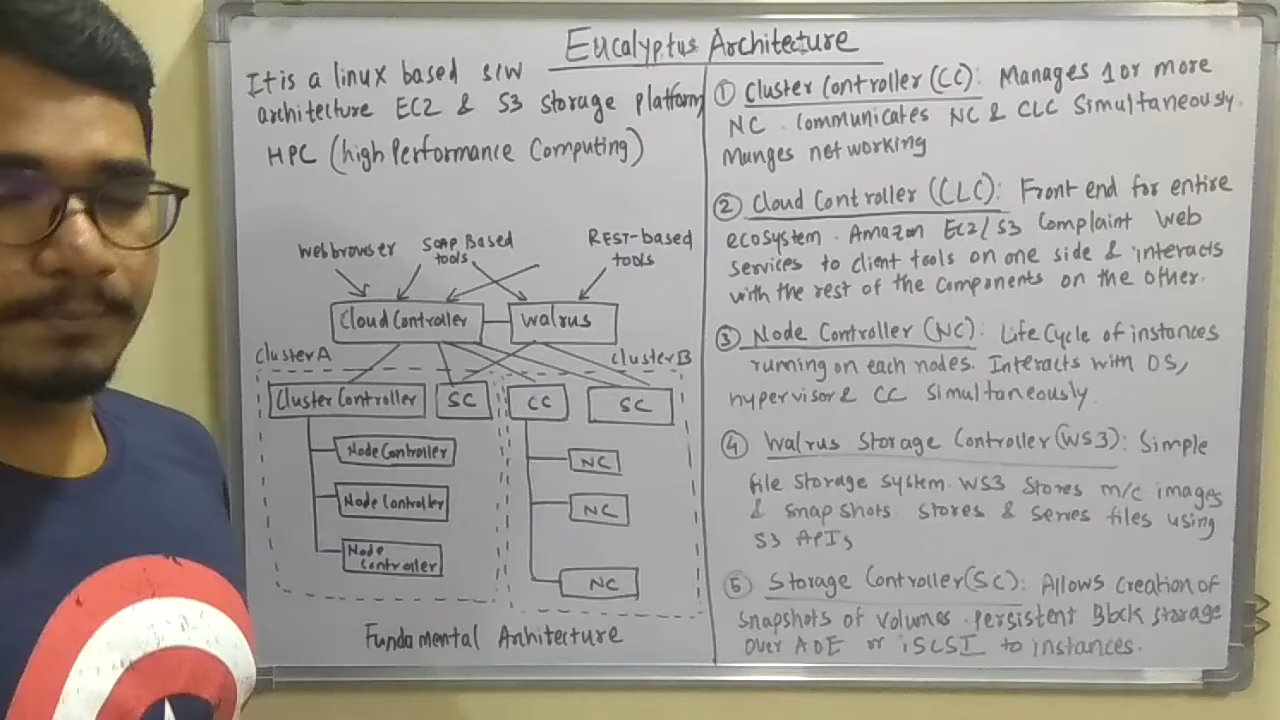 Eucalyptus Architecture
It is a linux based s/w
architecture EC2 & S3 storage platform
HPC (high Performance Computing)
web browser
SOAP Based
tools
REST-based
tools
Cloud Controller
walrus
Cluster A
Cluster B
Cluster Controller
SC
CC
SC
Node Controller
Node Controller
Node
Controller
NC
NC
NC
Fundamental Arhitecture
① Cluster Controller (CC): Manages 1 or more
NC. Communicates NC & CLC Simultaneously.
Manges networking
② Cloud Controller (CLC): Front end for entire
ecosystem. Amazon EC2/S3 Complaint Web
services to client tools on one side & interacts
with the rest of the Components on the other.
③ Node Controller (NC): Life Cycle of instances
running on each nodes. Interacts with OS,
hypervisor & CC Simultaneously.
④ Walrus Storage Controller (WS3): Simple
file storage system. WS3 Stores m/c images
& snapshots. Stores & serves files using
S3 APIs
⑤ Storage Controller (SC): Allows creation of
snapshots of volumes. persistent Block storage
over AOE or iSCSI to instances.